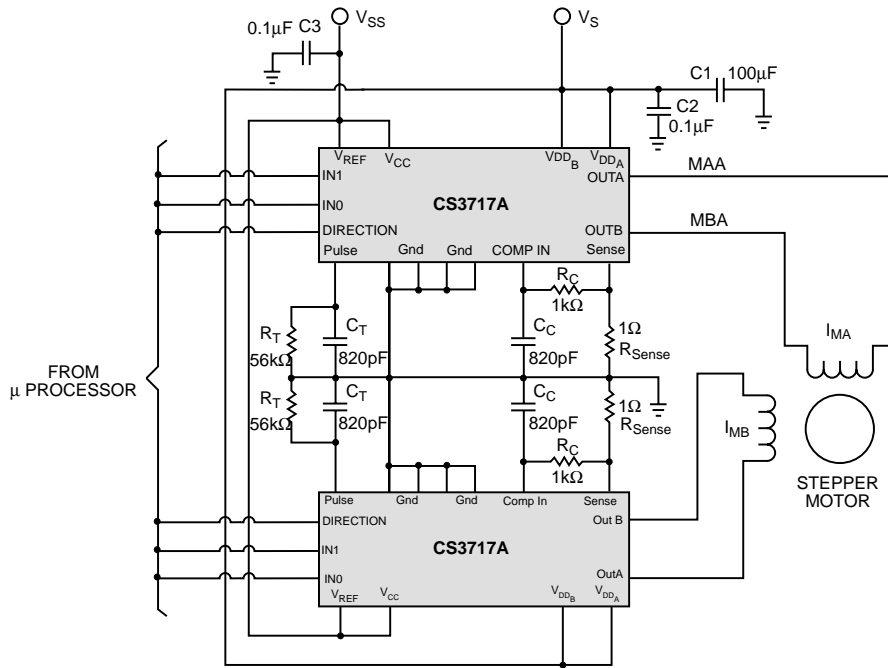 0.1μF C3
V_SS
V_S
C1
100μF
C2
0.1μF
V_REF
V_CC
VDD_B
V_DD_A
IN1
OUTA
MAA
IN0
CS3717A
DIRECTION
OUTB
MBA
Pulse
Gnd
Gnd
COMP IN
Sense
R_C
1kΩ
R_T
56kΩ
C_T
820pF
C_C
820pF
1Ω
R_Sense
I_MA
FROM
μ PROCESSOR
R_T
56kΩ
C_T
820pF
C_C
820pF
1Ω
R_Sense
I_MB
R_C
1kΩ
STEPPER
MOTOR
Pulse
Gnd
Gnd
Comp In
Sense
DIRECTION
Out B
IN1
CS3717A
IN0
OutA
V_REF
V_CC
V_DD_B
V_DD_A